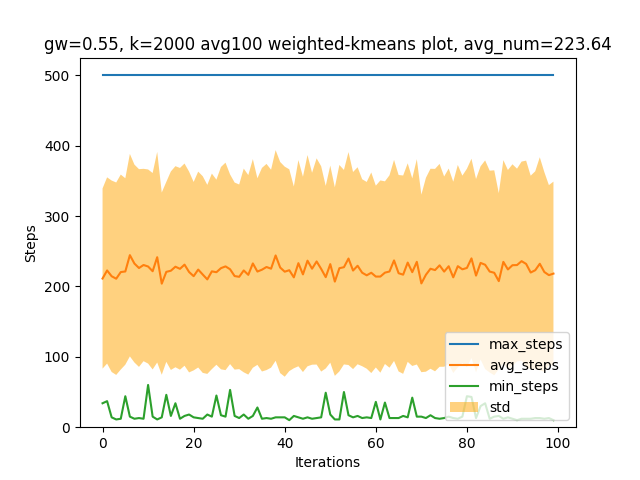 gw=0.55, k=2000 avg100 weighted-kmeans plot, avg_num=223.64
500
400
300
200
100
0
Steps
max_steps
avg_steps
min_steps
std
0 20 40 60 80 100
Iterations